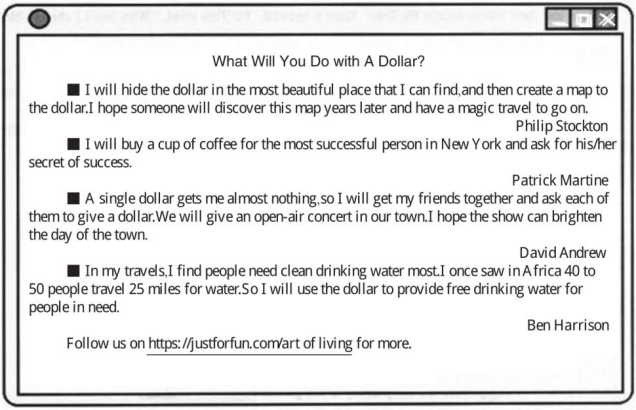 What Will You Do with A Dollar?
■ I will hide the dollar in the most beautiful place that I can find,and then create a map to
the dollar.I hope someone will discover this map years later and have a magic travel to go on.
Philip Stockton
■ I will buy a cup of coffee for the most successful person in New York and ask for his/her
secret of success.
Patrick Martine
■ A single dollar gets me almost nothing,so I will get my friends together and ask each of
them to give a dollar.We will give an open-air concert in our town.I hope the show can brighten
the day of the town.
David Andrew
■ In my travels,I find people need clean drinking water most.I once saw in Africa 40 to
50 people travel 25 miles for water.So I will use the dollar to provide free drinking water for
people in need.
Ben Harrison
Follow us on https://justforfun.com/art of living for more.